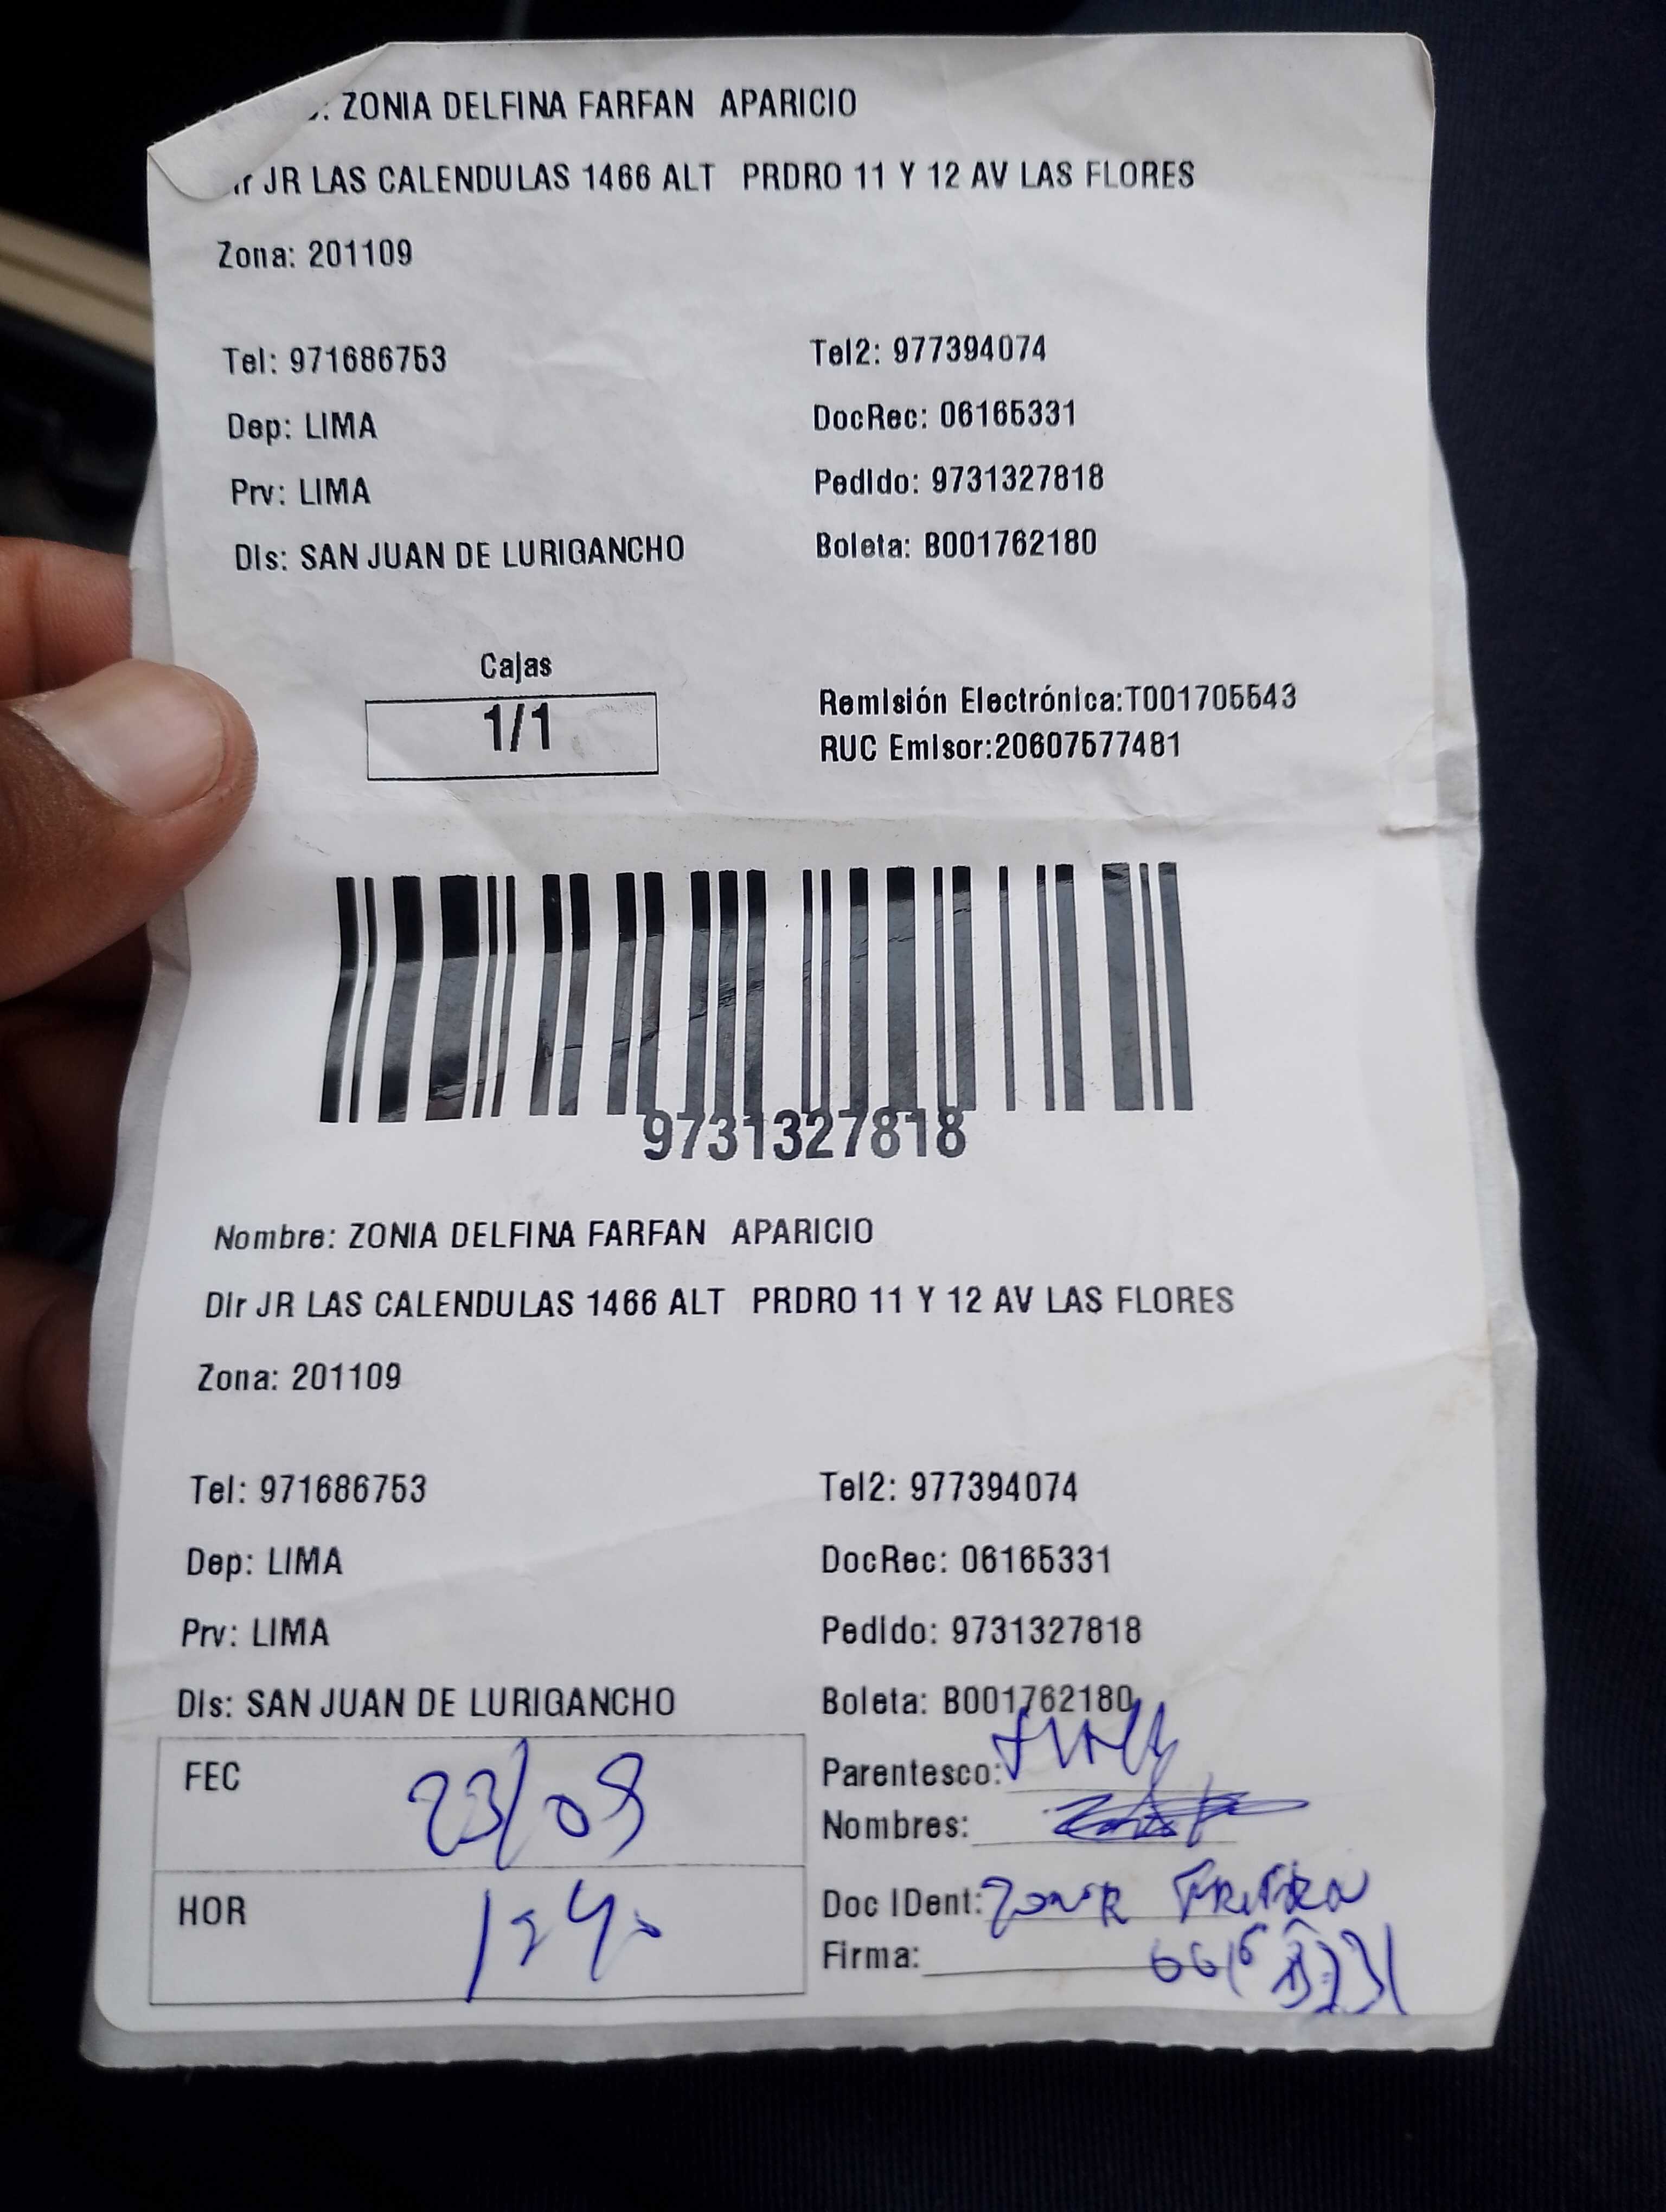 : ZONIA DELFINA FARFAN APARICIO
Dir JR LAS CALENDULAS 1466 ALT PRDRO 11 Y 12 AV LAS FLORES
Zona: 201109
Tel: 971686753 Tel2: 977394074
Dep: LIMA DocRec: 06165331
Prv: LIMA Pedido: 9731327818
Dis: SAN JUAN DE LURIGANCHO Boleta: B001762180
Cajas
1/1
Remisión Electrónica:T001705543
RUC Emisor:20607577481
9731327818
Nombre: ZONIA DELFINA FARFAN APARICIO
Dir JR LAS CALENDULAS 1466 ALT PRDRO 11 Y 12 AV LAS FLORES
Zona: 201109
Tel: 971686753 Tel2: 977394074
Dep: LIMA DocRec: 06165331
Prv: LIMA Pedido: 9731327818
Dis: SAN JUAN DE LURIGANCHO Boleta: B001762180
FEC 23/09
Parentesco:
Nombres:
HOR 1240
Doc IDent:
Firma: